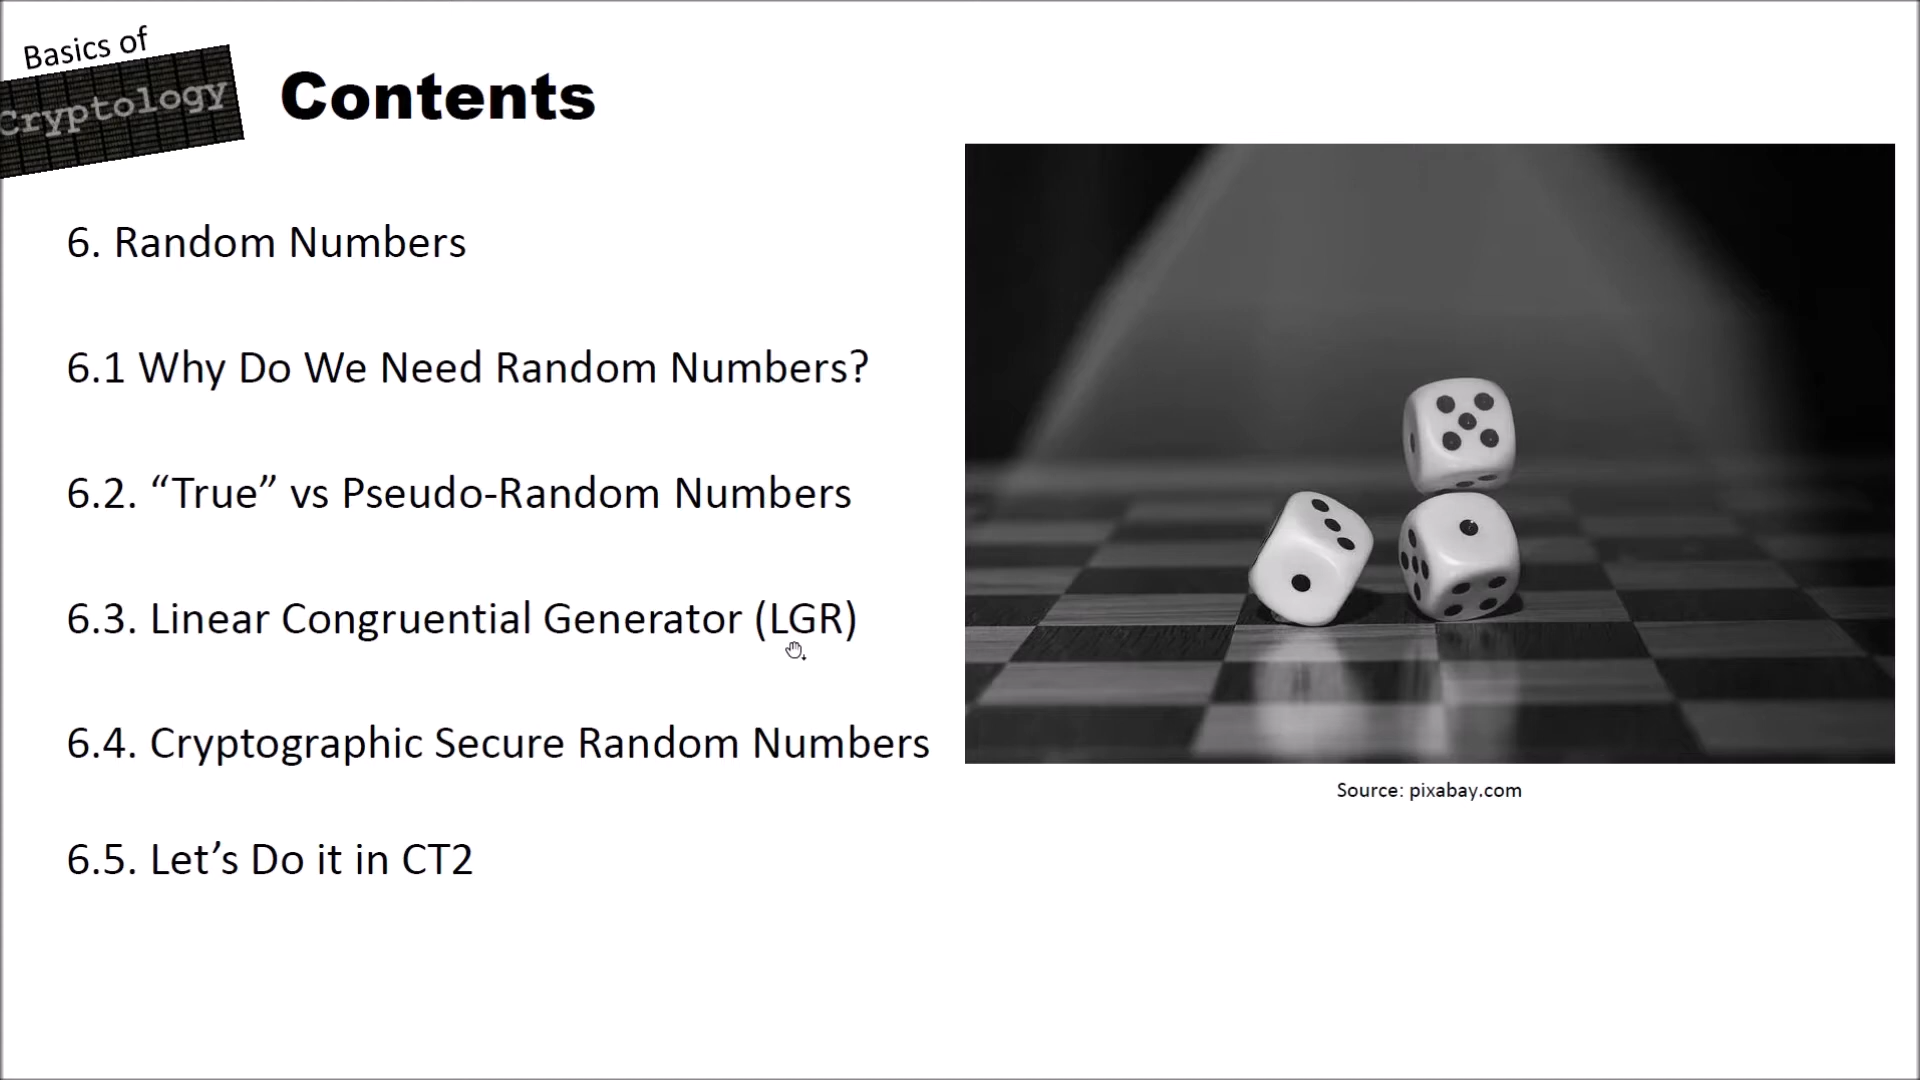 Basics of
Cryptology
Contents
6. Random Numbers
6.1 Why Do We Need Random Numbers?
6.2. “True” vs Pseudo-Random Numbers
6.3. Linear Congruential Generator (LGR)
6.4. Cryptographic Secure Random Numbers
6.5. Let’s Do it in CT2
Source: pixabay.com